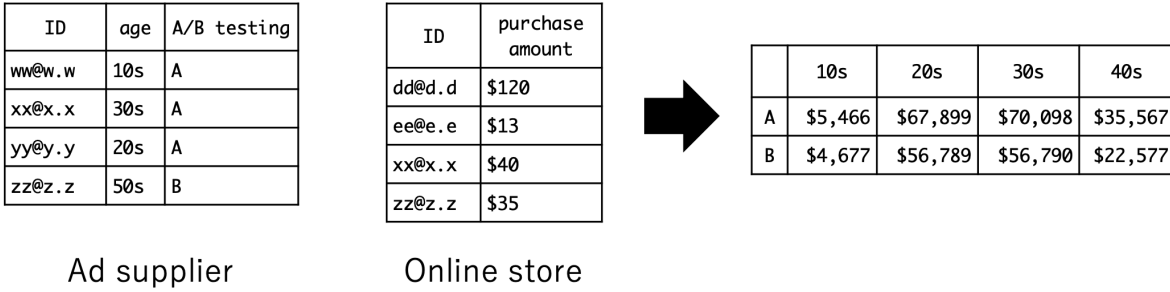 ID age A/B testing
ww@w.w 10s A
xx@x.x 30s A
yy@y.y 20s A
zz@z.z 50s B
Ad supplier
ID purchase
amount
dd@d.d $120
ee@e.e $13
xx@x.x $40
zz@z.z $35
Online store
10s 20s 30s 40s
A $5,466 $67,899 $70,098 $35,567
B $4,677 $56,789 $56,790 $22,577